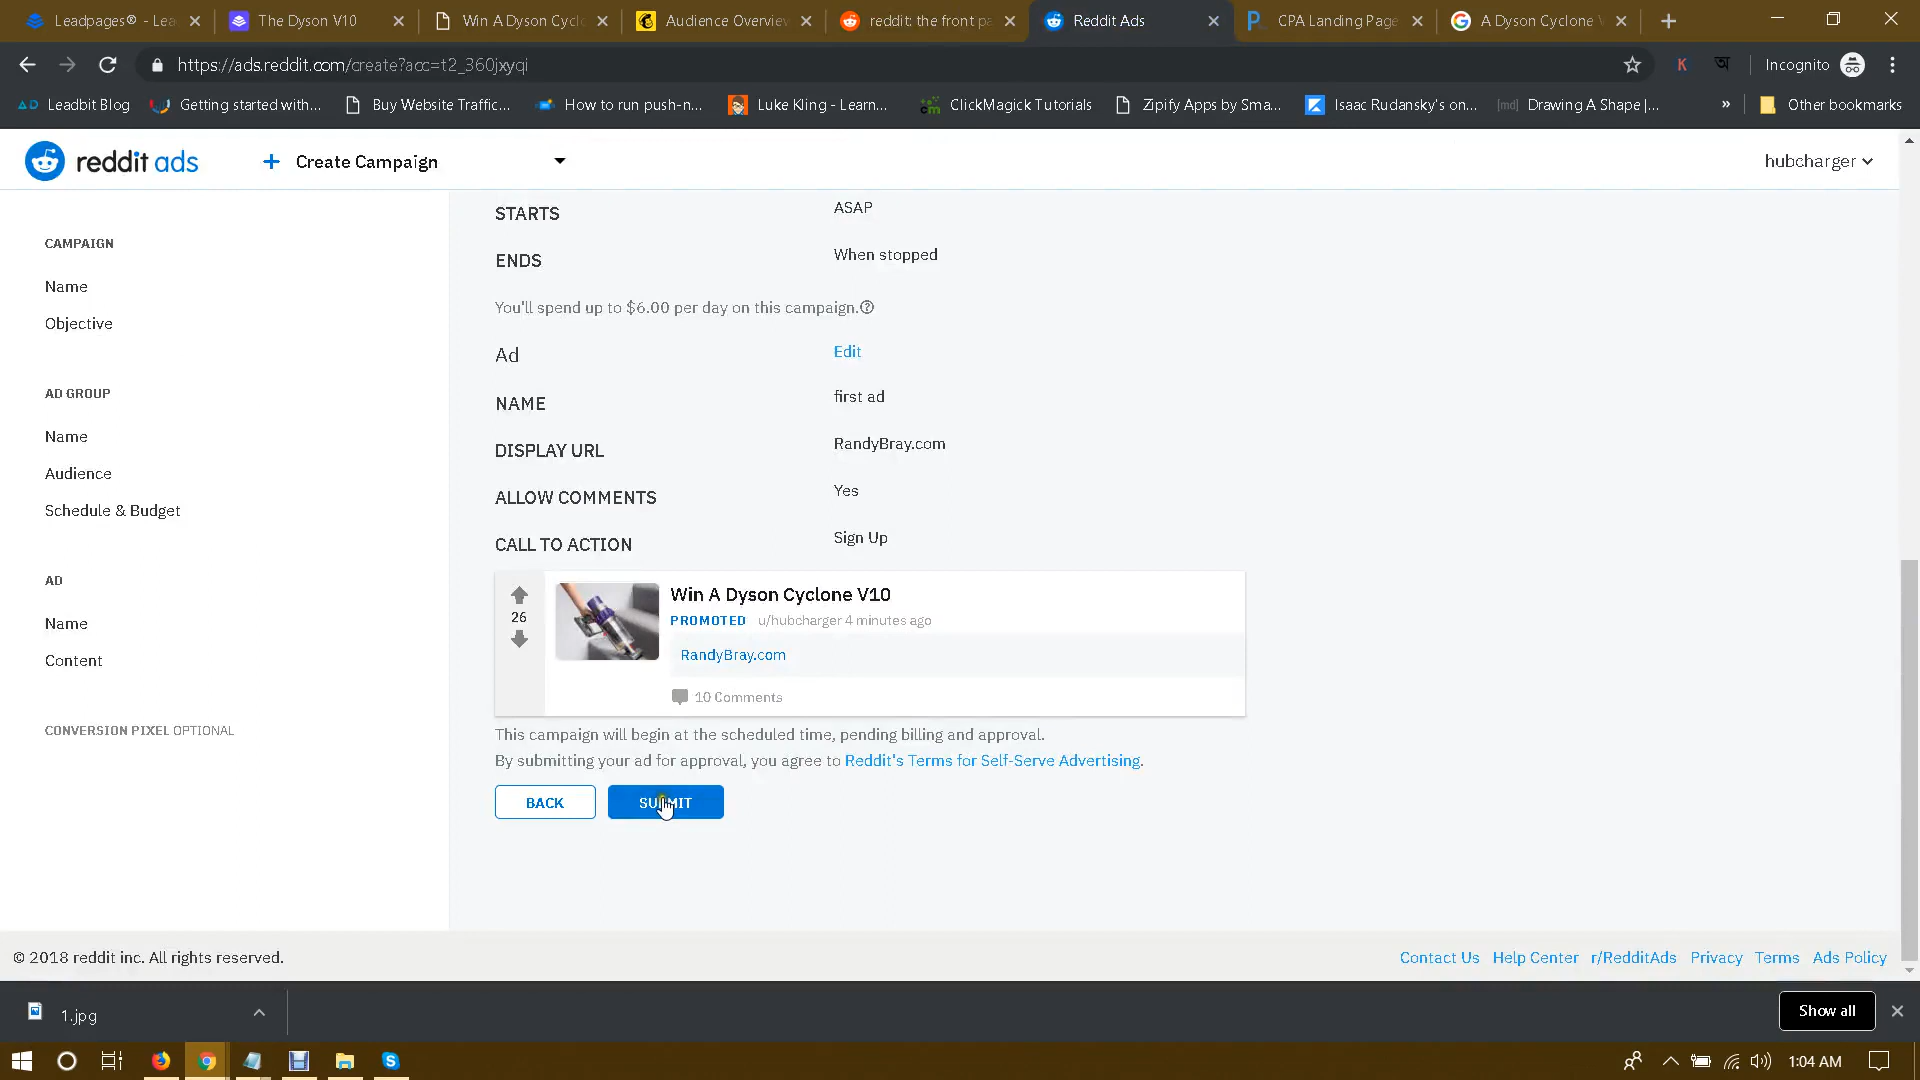 Leadpages® - Lea
The Dyson V10
Win A Dyson Cyclo
Audience Overview
reddit: the front pa
Reddit Ads
CPA Landing Page
A Dyson Cyclone V
https://ads.reddit.com/create?acc=t2_360jxyqi
K
অ
Incognito
Leadbit Blog
Getting started with...
Buy Website Traffic...
How to run push-n...
Luke Kling - Learn...
cm ClickMagick Tutorials
Zipify Apps by Sma...
Isaac Rudansky's on...
[md] Drawing A Shape |...
»
Other bookmarks
reddit ads
+ Create Campaign
hubcharger
CAMPAIGN
Name
Objective
AD GROUP
Name
Audience
Schedule & Budget
AD
Name
Content
CONVERSION PIXEL OPTIONAL
STARTS ASAP
ENDS When stopped
You'll spend up to $6.00 per day on this campaign.
Ad Edit
NAME first ad
DISPLAY URL RandyBray.com
ALLOW COMMENTS Yes
CALL TO ACTION Sign Up
26
Win A Dyson Cyclone V10
PROMOTED u/hubcharger 4 minutes ago
RandyBray.com
10 Comments
This campaign will begin at the scheduled time, pending billing and approval.
By submitting your ad for approval, you agree to Reddit's Terms for Self-Serve Advertising.
BACK SUBMIT
© 2018 reddit inc. All rights reserved.
Contact Us Help Center r/RedditAds Privacy Terms Ads Policy
1.jpg
Show all
1:04 AM